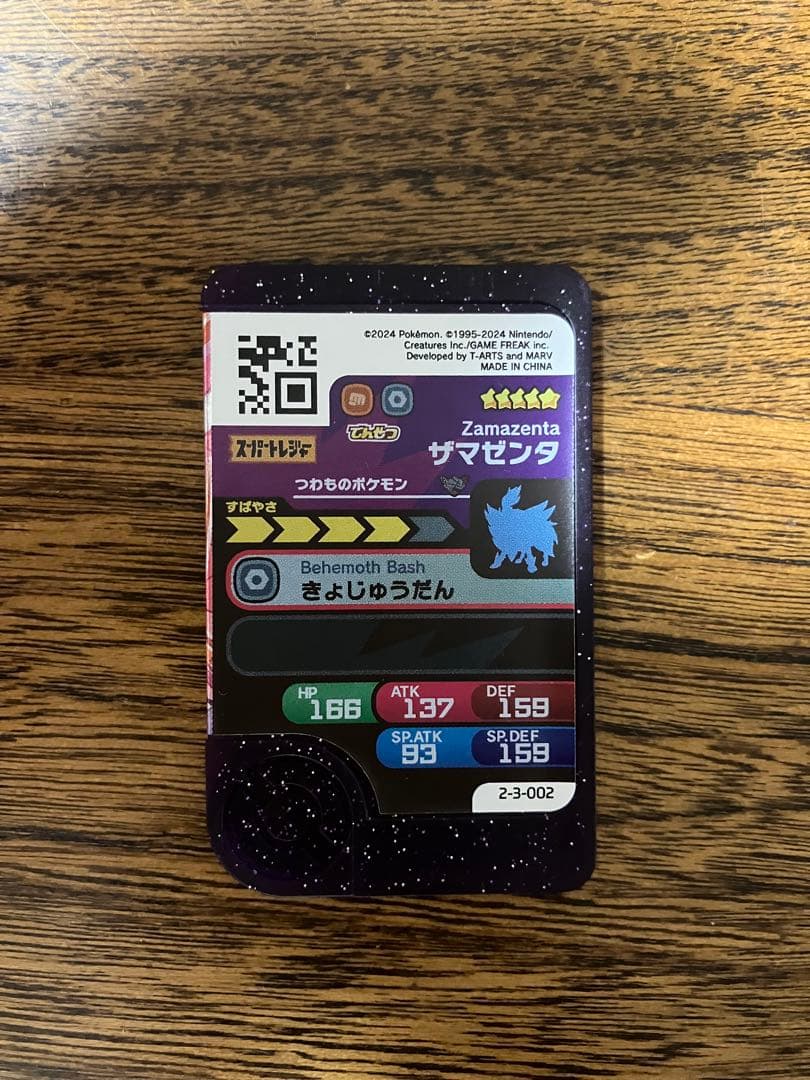 ©2024 Pokémon. ©1995-2024 Nintendo/
Creatures Inc./GAME FREAK inc.
Developed by T-ARTS and MARV
MADE IN CHINA
でんせつ
Zamazenta
スーパートレジャー
ザマゼンタ
つわものポケモン
すばやさ
Behemoth Bash
きょじゅうだん
HP 166
ATK 137
DEF 159
SP.ATK 93
SP.DEF 159
2-3-002